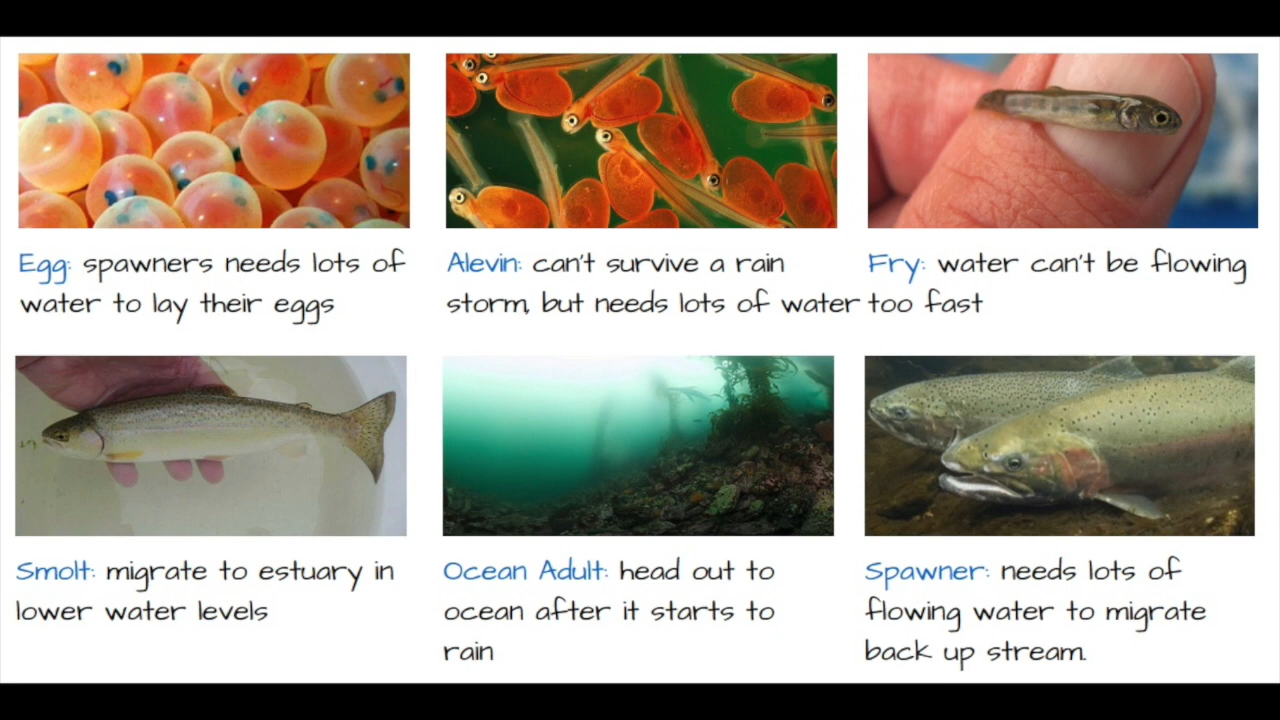 Egg: spawners needs lots of
water to lay their eggs
Alevin: can't survive a rain
storm, but needs lots of water
Fry: water can't be flowing
too fast
Smolt: migrate to estuary in
lower water levels
Ocean Adult: head out to
ocean after it starts to
rain
Spawner: needs lots of
flowing water to migrate
back up stream.